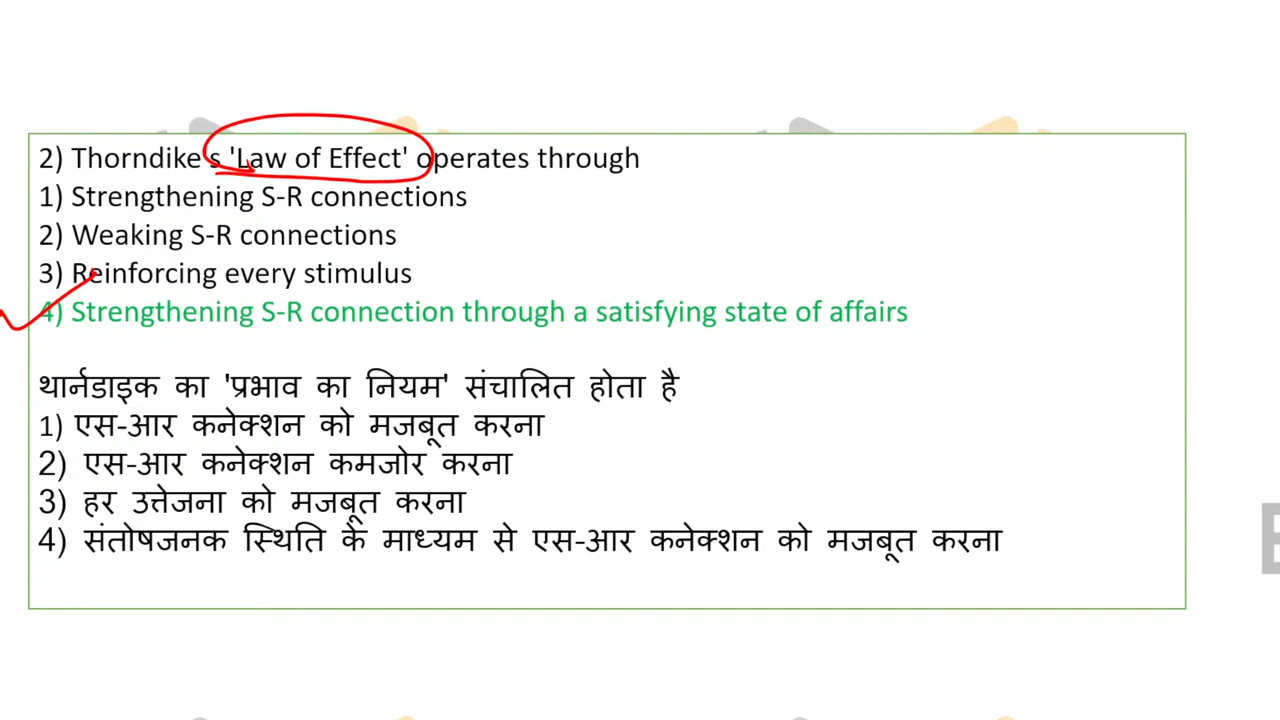 2) Thorndike s 'Law of Effect' operates through
1) Strengthening S-R connections
2) Weaking S-R connections
3) Reinforcing every stimulus
4) Strengthening S-R connection through a satisfying state of affairs
थार्नडाइक का 'प्रभाव का नियम' संचालित होता है
1) एस-आर कनेक्शन को मजबूत करना
2) एस-आर कनेक्शन कमजोर करना
3) हर उत्तेजना को मजबूत करना
4) संतोषजनक स्थिति के माध्यम से एस-आर कनेक्शन को मजबूत करना